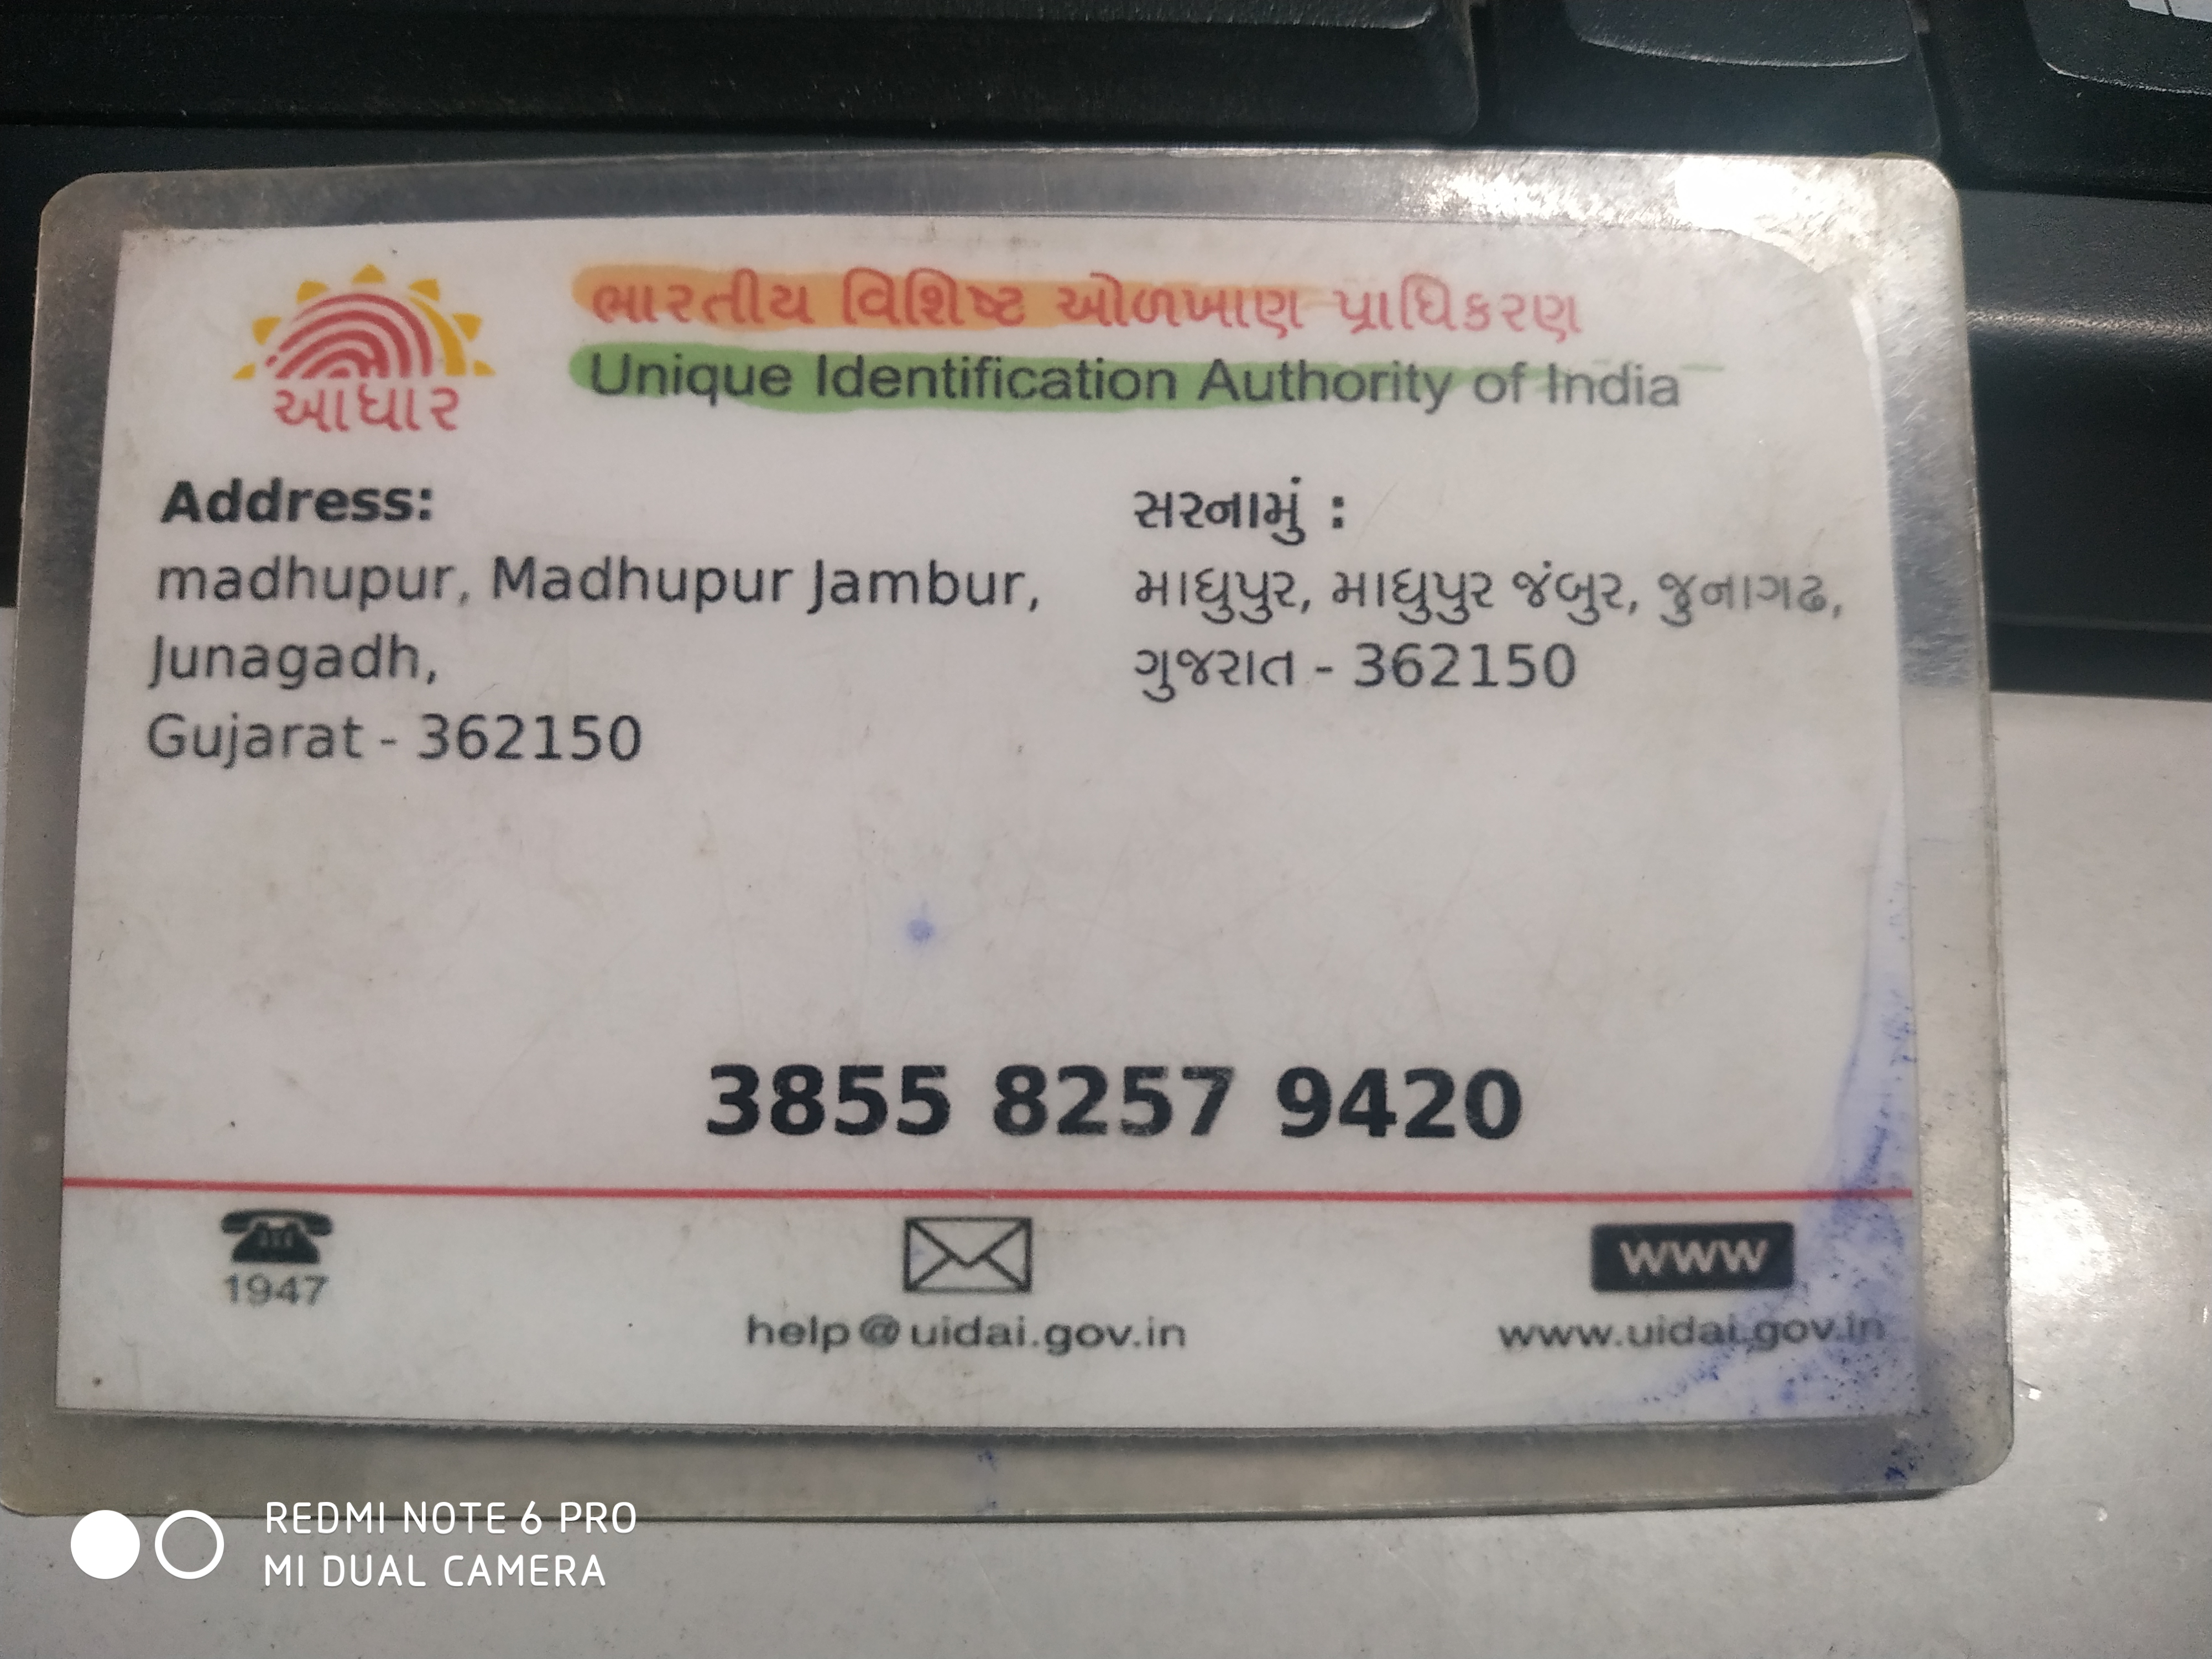 ભારતીય વિશિષ્ટ ઓળખાણ પ્રાધિકરણ
Unique Identification Authority of India
આધાર
Address:
madhupur, Madhupur Jambur,
Junagadh,
Gujarat - 362150
સરનામું :
માધુપુર, માધુપુર જંબુર, જુનાગઢ,
ગુજરાત - 362150
3855 8257 9420
1947
help@uidai.gov.in
WWW
www.uidai.gov.in
REDMI NOTE 6 PRO
MI DUAL CAMERA